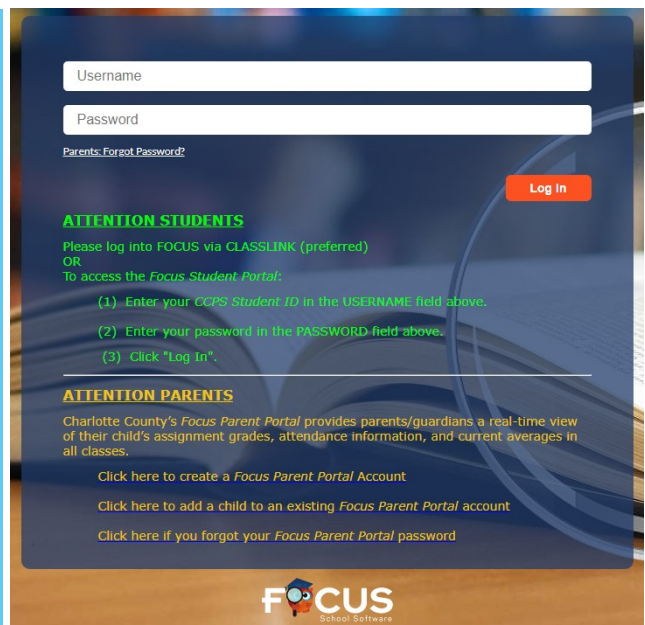 Username
Password
Parents: Forgot Password?
Log In
ATTENTION STUDENTS
Please log into FOCUS via CLASSLINK (preferred)
OR
To access the Focus Student Portal:
(1) Enter your CCPS Student ID in the USERNAME field above.
(2) Enter your password in the PASSWORD field above.
(3) Click "Log In".
ATTENTION PARENTS
Charlotte County's Focus Parent Portal provides parents/guardians a real-time view
of their child's assignment grades, attendance information, and current averages in
all classes.
Click here to create a Focus Parent Portal Account
Click here to add a child to an existing Focus Parent Portal account
Click here if you forgot your Focus Parent Portal password
FOCUS
School Software